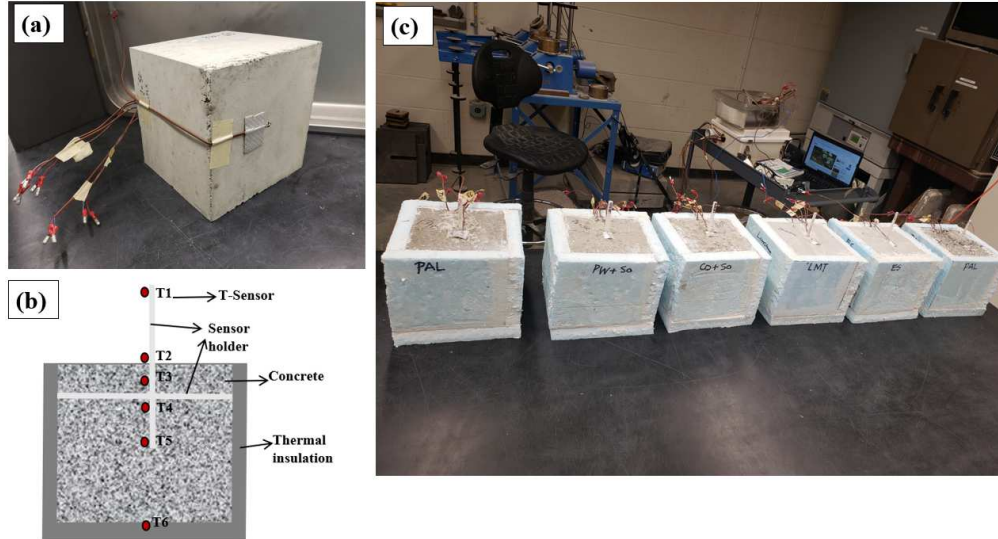 (a)
(b)
T1
T-Sensor
Sensor
holder
T2
T3
Concrete
T4
T5
Thermal
insulation
T6
(c)
PAL
PW+So
CO+So
LMT
ES
PAL